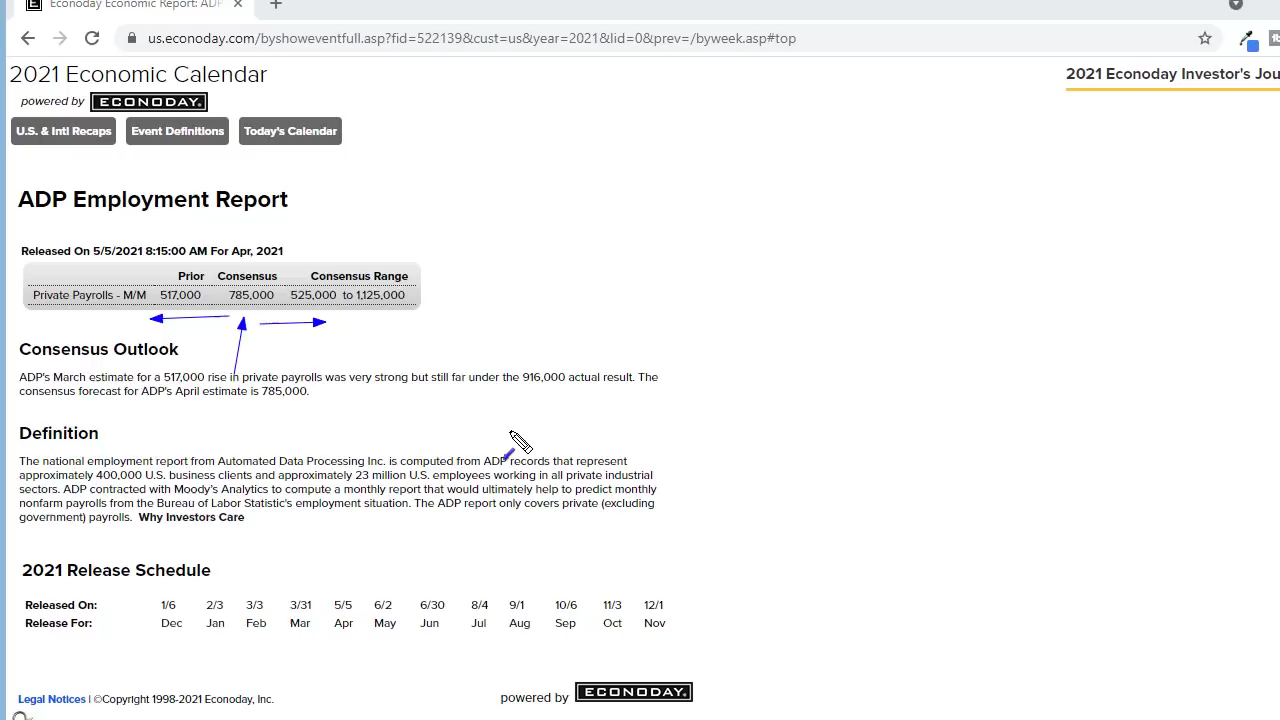 Econoday Economic Report: ADP
us.econoday.com/byshoweventfull.asp?fid=522139&cust=us&year=2021&lid=0&prev=/byweek.asp#top
2021 Economic Calendar
2021 Econoday Investor's Jou
powered by ECONODAY
U.S. & Intl Recaps Event Definitions Today's Calendar
ADP Employment Report
Released On 5/5/2021 8:15:00 AM For Apr, 2021
Prior Consensus Consensus Range
Private Payrolls - M/M 517,000 785,000 525,000 to 1,125,000
Consensus Outlook
ADP's March estimate for a 517,000 rise in private payrolls was very strong but still far under the 916,000 actual result. The
consensus forecast for ADP's April estimate is 785,000.
Definition
The national employment report from Automated Data Processing Inc. is computed from ADP records that represent
approximately 400,000 U.S. business clients and approximately 23 million U.S. employees working in all private industrial
sectors. ADP contracted with Moody's Analytics to compute a monthly report that would ultimately help to predict monthly
nonfarm payrolls from the Bureau of Labor Statistic's employment situation. The ADP report only covers private (excluding
government) payrolls. Why Investors Care
2021 Release Schedule
Released On: 1/6 2/3 3/3 3/31 5/5 6/2 6/30 8/4 9/1 10/6 11/3 12/1
Release For: Dec Jan Feb Mar Apr May Jun Jul Aug Sep Oct Nov
Legal Notices | ©Copyright 1998-2021 Econoday, Inc.
powered by ECONODAY